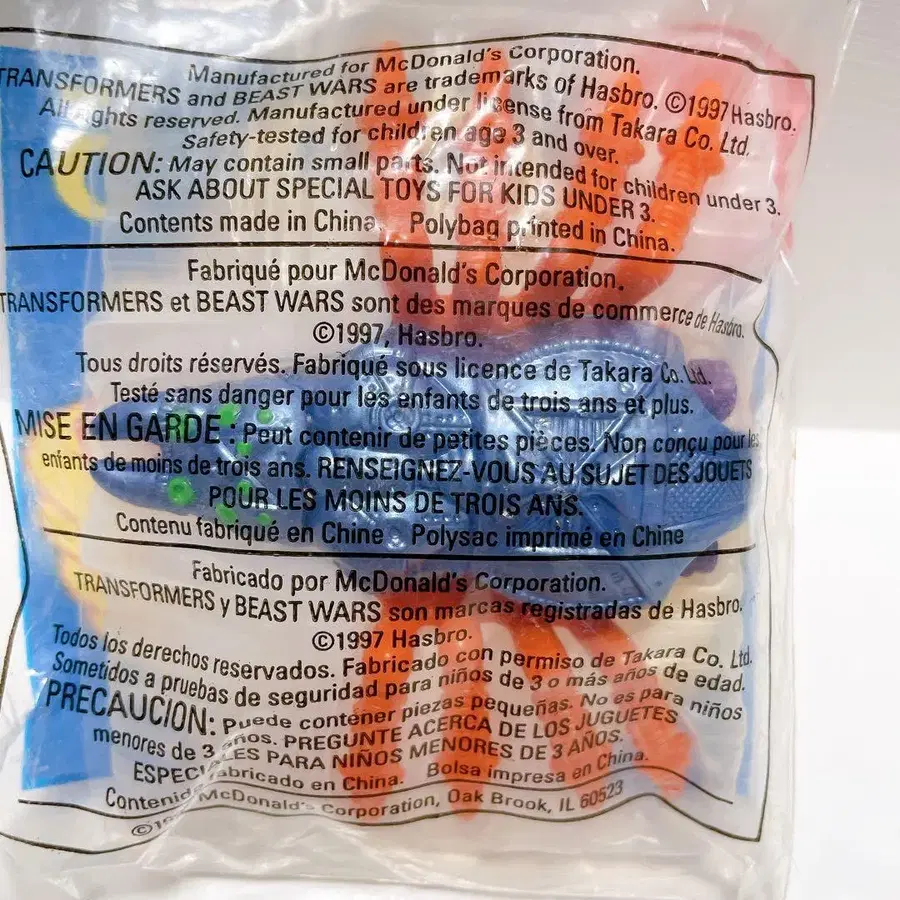 Manufactured for McDonald's Corporation.
TRANSFORMERS and BEAST WARS are trademarks of Hasbro. ©1997 Hasbro.
All rights reserved. Manufactured under license from Takara Co. Ltd.
Safety-tested for children age 3 and over.
CAUTION: May contain small parts. Not intended for children under 3.
ASK ABOUT SPECIAL TOYS FOR KIDS UNDER 3.
Contents made in China. Polybag printed in China.
Fabriqué pour McDonald's Corporation.
TRANSFORMERS et BEAST WARS sont des marques de commerce de Hasbro.
©1997, Hasbro.
Tous droits réservés. Fabriqué sous licence de Takara Co. Ltd.
Testé sans danger pour les enfants de trois ans et plus.
MISE EN GARDE : Peut contenir de petites pièces. Non conçu pour les
enfants de moins de trois ans. RENSEIGNEZ-VOUS AU SUJET DES JOUETS
POUR LES MOINS DE TROIS ANS.
Contenu fabriqué en Chine Polysac imprimé en Chine
Fabricado por McDonald's Corporation.
TRANSFORMERS y BEAST WARS son marcas registradas de Hasbro.
©1997 Hasbro.
Todos los derechos reservados. Fabricado con permiso de Takara Co. Ltd.
Sometidos a pruebas de seguridad para niños de 3 o más años de edad.
PRECAUCION: Puede contener piezas pequeñas. No es para niños
menores de 3 años. PREGUNTE ACERCA DE LOS JUGUETES
ESPECIALES PARA NIÑOS MENORES DE 3 AÑOS.
Contenido fabricado en China. Bolsa impresa en China.
McDonald's Corporation, Oak Brook, IL 60523